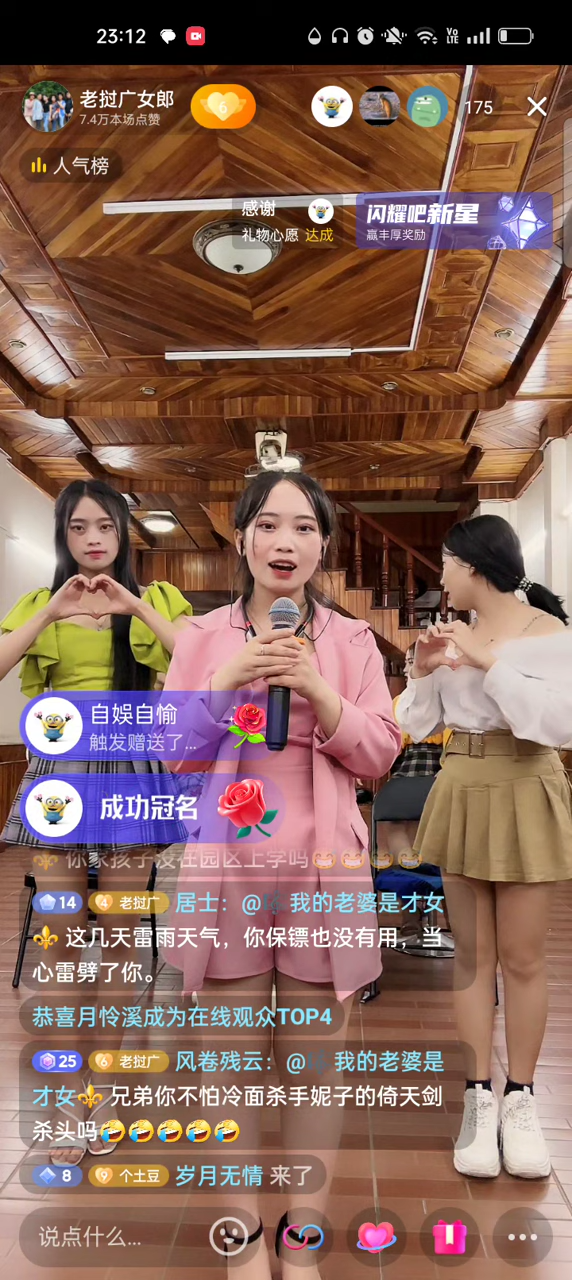 23:12
Vo
LTE
老挝广女郎
7.4万本场点赞
6
175
人气榜
感谢
礼物心愿 达成
闪耀吧新星
赢丰厚奖励
自娱自愉
触发赠送了...
成功冠名
你家孩子没在园区上学吗
14 4 老挝广 居士：@ 我的老婆是才女
这几天雷雨天气，你保镖也没有用，当
心雷劈了你。
恭喜月怜溪成为在线观众TOP4
25 6 老挝广 风卷残云：@ 我的老婆是
才女 兄弟你不怕冷面杀手妮子的倚天剑
杀头吗
8 9 个土豆 岁月无情 来了
说点什么...